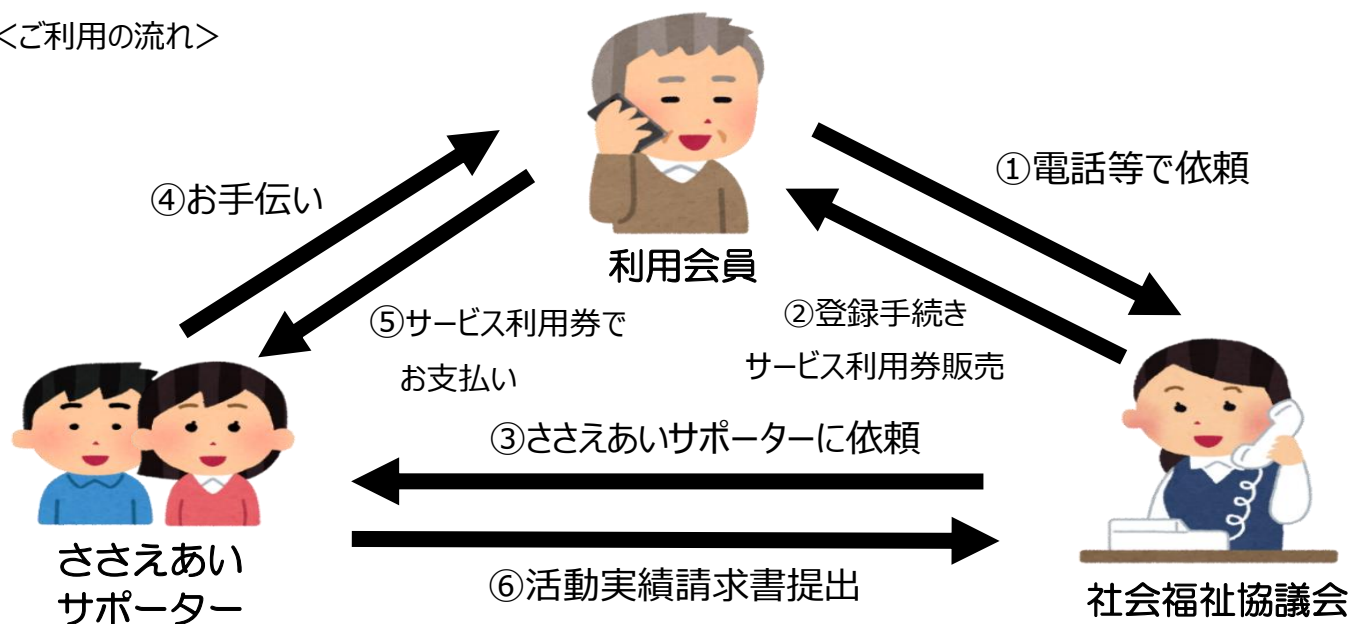 <ご利用の流れ>
①電話等で依頼
④お手伝い
利用会員
②登録手続き
サービス利用券販売
⑤サービス利用券で
お支払い
③ささえあいサポーターに依頼
⑥活動実績請求書提出
ささえあい
サポーター
社会福祉協議会